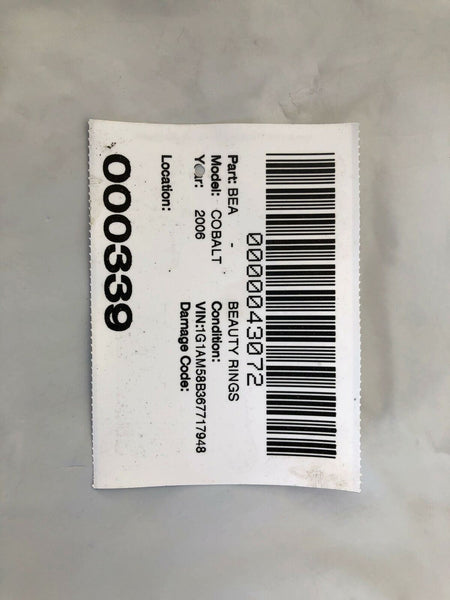 0000043072
Part: BEA - BEAUTY RINGS
Model: COBALT Condition:
Year: 2006 VIN:1G1AM58B367717948
Damage Code:
Location:
000339